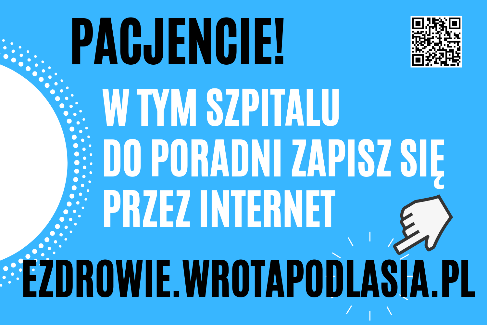 PACJENCIE!
W TYM SZPITALU
DO PORADNI ZAPISZ SIĘ
PRZEZ INTERNET
EZDROWIE.WROTAPODLASIA.PL